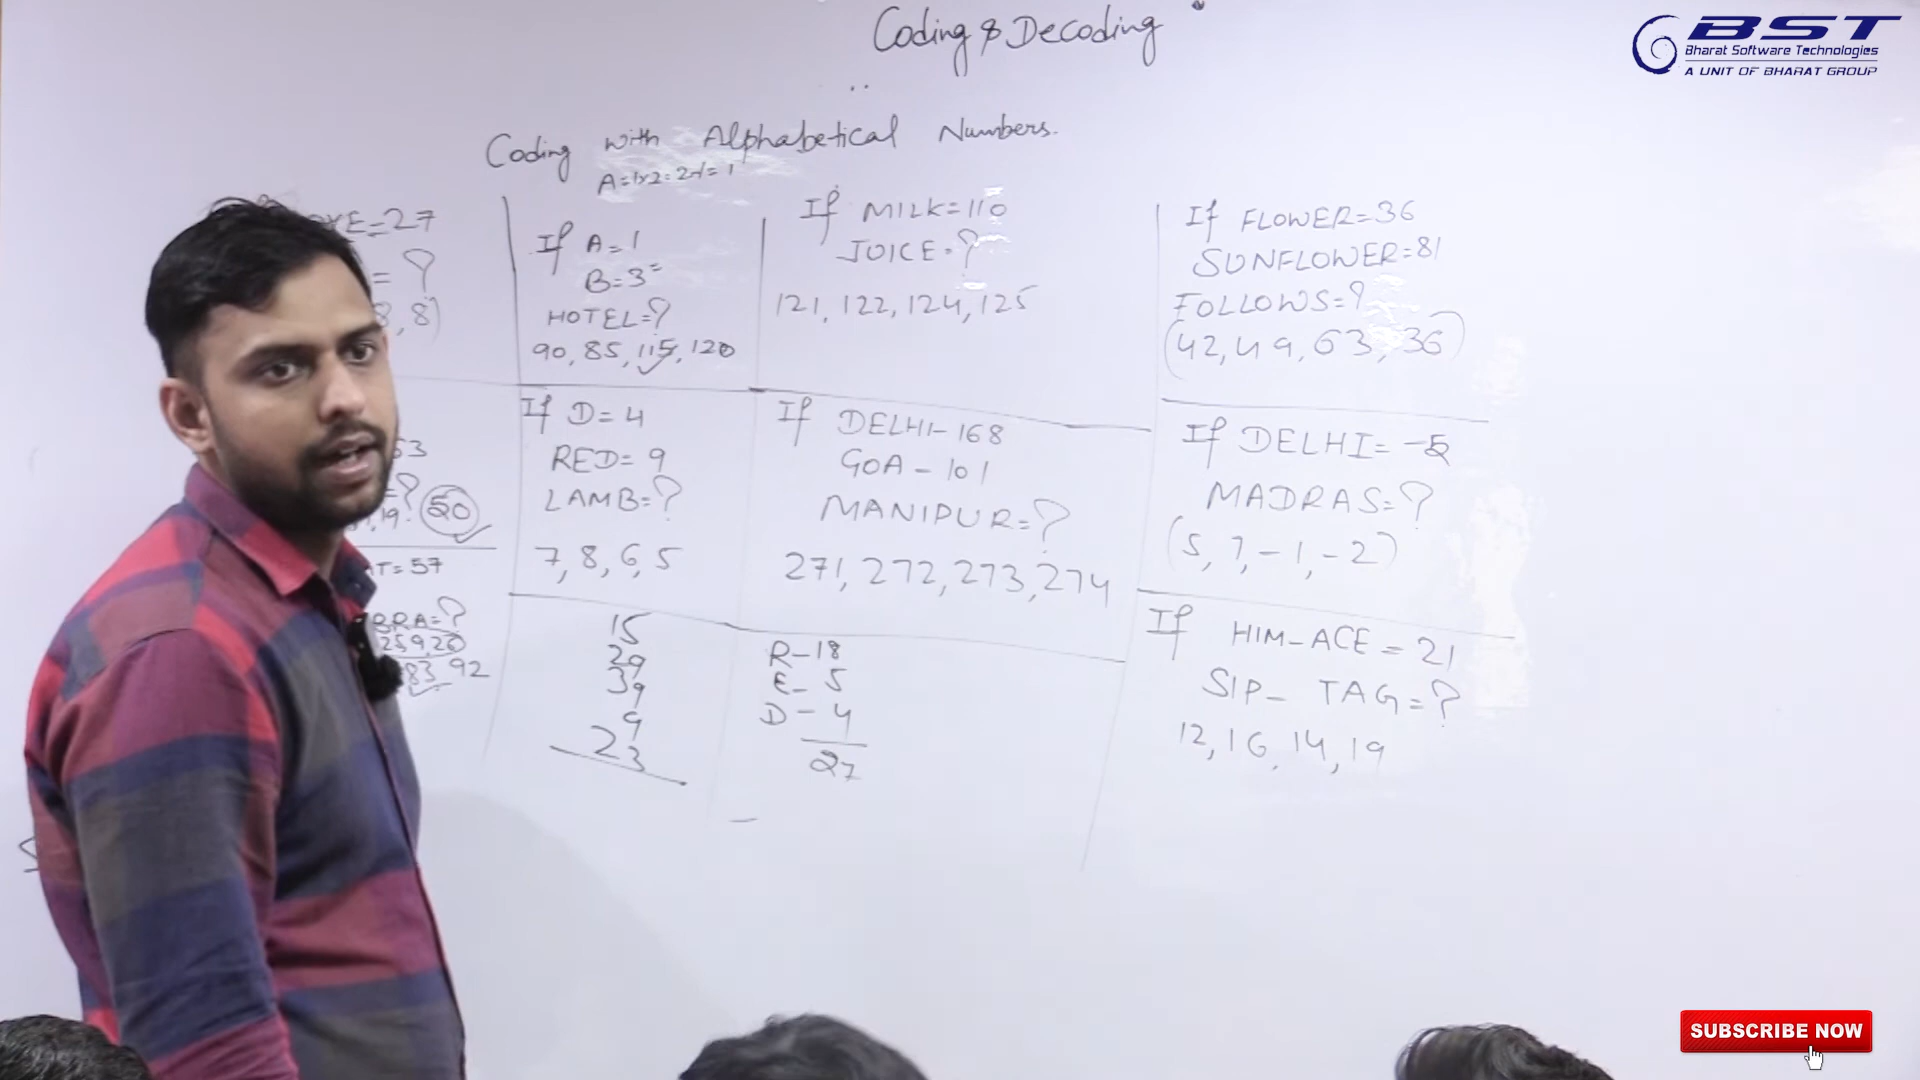 Coding & Decoding
BST
Bharat Software Technologies
A UNIT OF BHARAT GROUP
Coding with Alphabetical Numbers.
A=1x2=2-1=1
E=27
= ?
8, 8)
53
=? 50
19.
T=57
BRA=?
259,20
83 92
If A=1
B=3
HOTEL=?
90, 85, 115, 120
If D=4
RED=9
LAMB=?
7, 8, 6, 5
15
29
39
9
23
If MILK=110
JUICE=?
121, 122, 124, 125
If DELHI-168
GOA-101
MANIPUR=?
271, 272, 273, 274
R-18
E-5
D-4
27
If FLOWER=36
SUNFLOWER=81
FOLLOWS=?
(42, 49, 63, 36)
If DELHI=
MADRAS=?
(5, 7, -1, -2)
If HIM-ACE=21
SIP-TAG=?
12, 16, 14, 19
SUBSCRIBE NOW